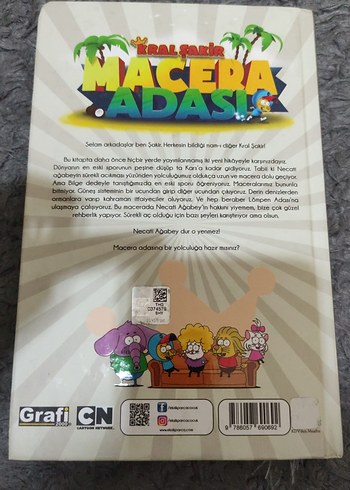 KRAL ŞAKİR
MACERA
ADASI
Selam arkadaşlar ben Şakir. Herkesin bildiği nam-ı diğer Kral Şakir!
Bu kitapta daha önce hiçbir yerde yayımlanmamış iki yeni hikâyeyle karşınızdayız.
Dünyanın en eski sporunun peşine düşüp ta Kars'a kadar gidiyoruz. Tabii ki Necati
ağabeyin sürekli acıkması yüzünden yolculuğumuz oldukça uzun ve macera dolu geçiyor.
Ama Bilge dedeyle tanıştığımızda en eski sporu öğreniyoruz. Maceralarımız bununla
bitmiyor. Güneş sisteminin bir ucundan girip diğer ucundan çıkıyoruz. Derin denizlerden
ormanlara varıp kahraman itfaiyeciler oluyoruz. Ve hep beraber Löspen Adası'na
ulaşmaya çalışıyoruz. Bu macerada Necati Ağabey'in hakkını yiyemem, bize çok güzel
rehberlik yapıyor. Sürekli aç olduğu için bazı şeyleri karıştırıyor ama olsun.
Necati Ağabey dur o yenmez!
Macera adasına bir yolculuğa hazır mısınız?
Grafi
CN
CARTOON NETWORK
9 786057 690692